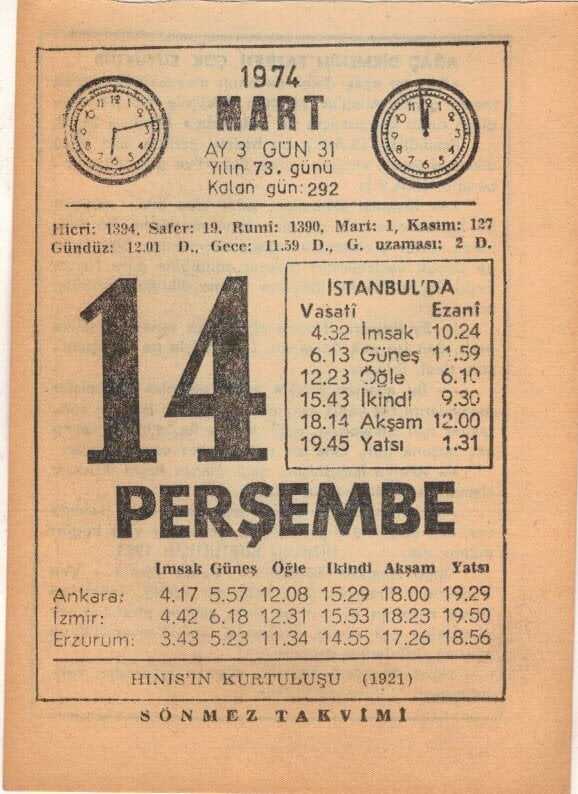 1974
MART
AY 3 GÜN 31
Yılın 73. günü
Kalan gün: 292
Hicri: 1394, Safer: 19, Rumî: 1390, Mart: 1, Kasım: 127
Gündüz: 12.01 D., Gece: 11.59 D., G. uzaması: 2 D.
14
İSTANBUL'DA
Vasatî Ezanî
4.32 İmsak 10.24
6.13 Güneş 11.59
12.23 Öğle 6.10
15.43 İkindi 9.30
18.14 Akşam 12.00
19.45 Yatsı 1.31
PERŞEMBE
Imsak Güneş Öğle Ikindi Akşam Yatsı
Ankara: 4.17 5.57 12.08 15.29 18.00 19.29
İzmir: 4.42 6.18 12.31 15.53 18.23 19.50
Erzurum: 3.43 5.23 11.34 14.55 17.26 18.56
HINIS'IN KURTULUŞU (1921)
SÖNMEZ TAKVİMİ